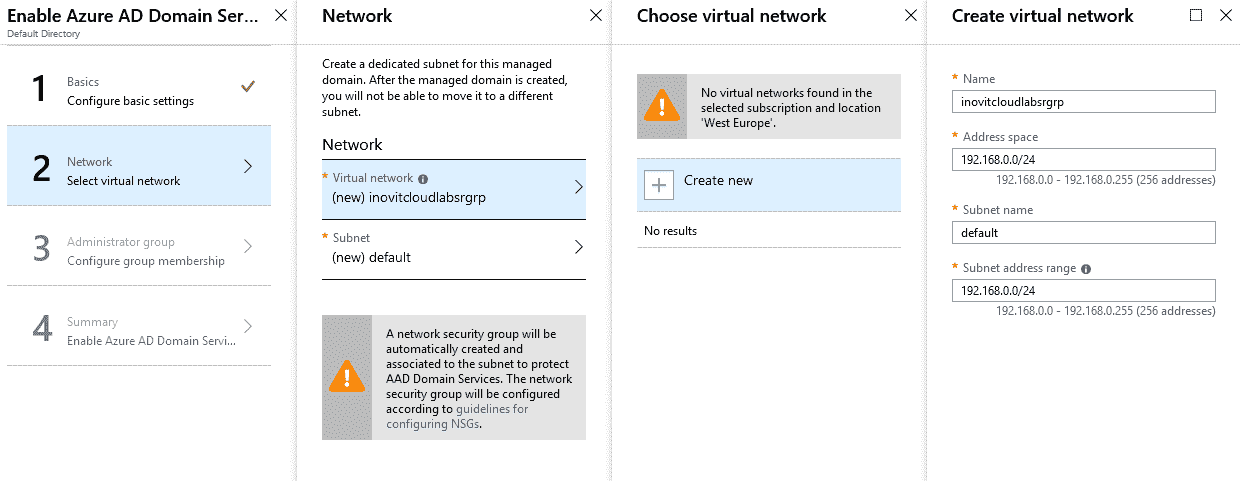 Enable Azure AD Domain Ser...
Default Directory
1
Basics
Configure basic settings
2
Network
Select virtual network
3
Administrator group
Configure group membership
4
Summary
Enable Azure AD Domain Servi...
Network
Create a dedicated subnet for this managed
domain. After the managed domain is created,
you will not be able to move it to a different
subnet.
Network
* Virtual network
(new) inovitcloudlabsrgrp
* Subnet
(new) default
A network security group will be
automatically created and
associated to the subnet to protect
AAD Domain Services. The network
security group will be configured
according to guidelines for
configuring NSGs.
Choose virtual network
No virtual networks found in the
selected subscription and location
'West Europe'.
Create new
No results
Create virtual network
* Name
inovitcloudlabsrgrp
* Address space
192.168.0.0/24
192.168.0.0 - 192.168.0.255 (256 addresses)
* Subnet name
default
* Subnet address range
192.168.0.0/24
192.168.0.0 - 192.168.0.255 (256 addresses)